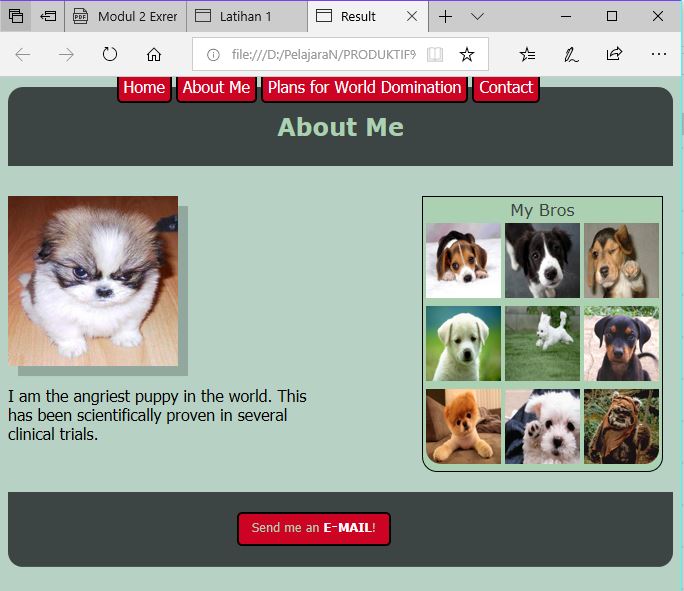 Modul 2 Exrer
Latihan 1
Result
file:///D:/PelajaraN/PRODUKTIF9
Home
About Me
Plans for World Domination
Contact
About Me
My Bros
I am the angriest puppy in the world. This
has been scientifically proven in several
clinical trials.
Send me an E-MAIL!